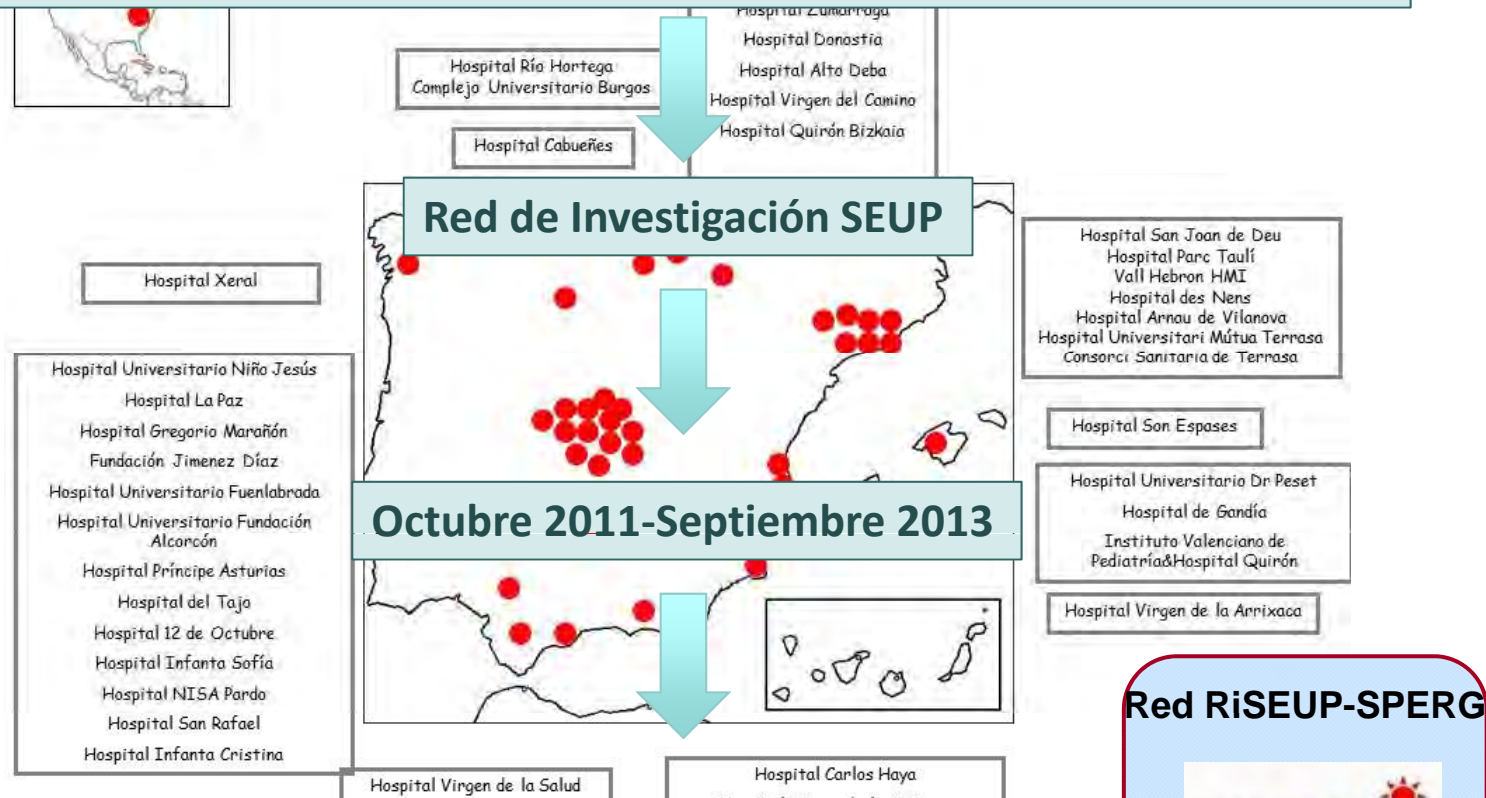 Hospital Zumárraga
Hospital Donostia
Hospital Alto Deba
Hospital Virgen del Camino
Hospital Quirón Bizkaia
Hospital Río Hortega
Complejo Universitario Burgos
Hospital Cabueñes
Red de Investigación SEUP
Hospital Xeral
Hospital San Joan de Deu
Hospital Parc Taulí
Vall Hebron HMI
Hospital des Nens
Hospital Arnau de Vilanova
Hospital Universitari Mútua Terrasa
Consorci Sanitaria de Terrasa
Hospital Universitario Niño Jesús
Hospital La Paz
Hospital Gregorio Marañón
Fundación Jimenez Díaz
Hospital Universitario Fuenlabrada
Hospital Universitario Fundación
Alcorcón
Hospital Príncipe Asturias
Hospital del Tajo
Hospital 12 de Octubre
Hospital Infanta Sofía
Hospital NISA Pardo
Hospital San Rafael
Hospital Infanta Cristina
Hospital Son Espases
Octubre 2011-Septiembre 2013
Hospital Universitario Dr Peset
Hospital de Gandía
Instituto Valenciano de
Pediatría&Hospital Quirón
Hospital Virgen de la Arrixaca
Red RiSEUP-SPERG
Hospital Virgen de la Salud
Hospital Carlos Haya